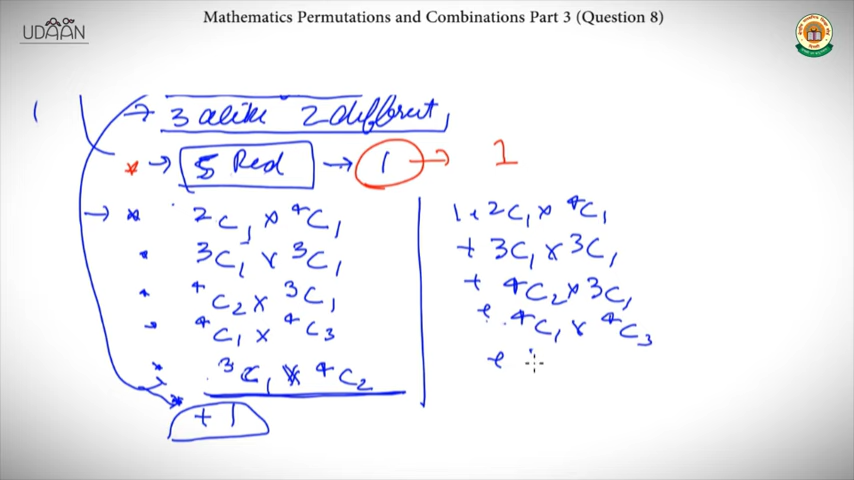 Mathematics Permutations and Combinations Part 3 (Question 8)
UDAAN
→ 3 alike 2 different,
* → 5 Red → 1 → 1
→ * 2C₁ × ⁴C₁
3C₁ × 3C₁
⁴C₂ × 3C₁
⁴C₁ × ⁴C₃
3C₁ × ⁴C₂
+ 1
1 + 2C₁ × ⁴C₁
+ 3C₁ × 3C₁
+ ⁴C₂ × 3C₁
+ ⁴C₁ × ⁴C₃
+